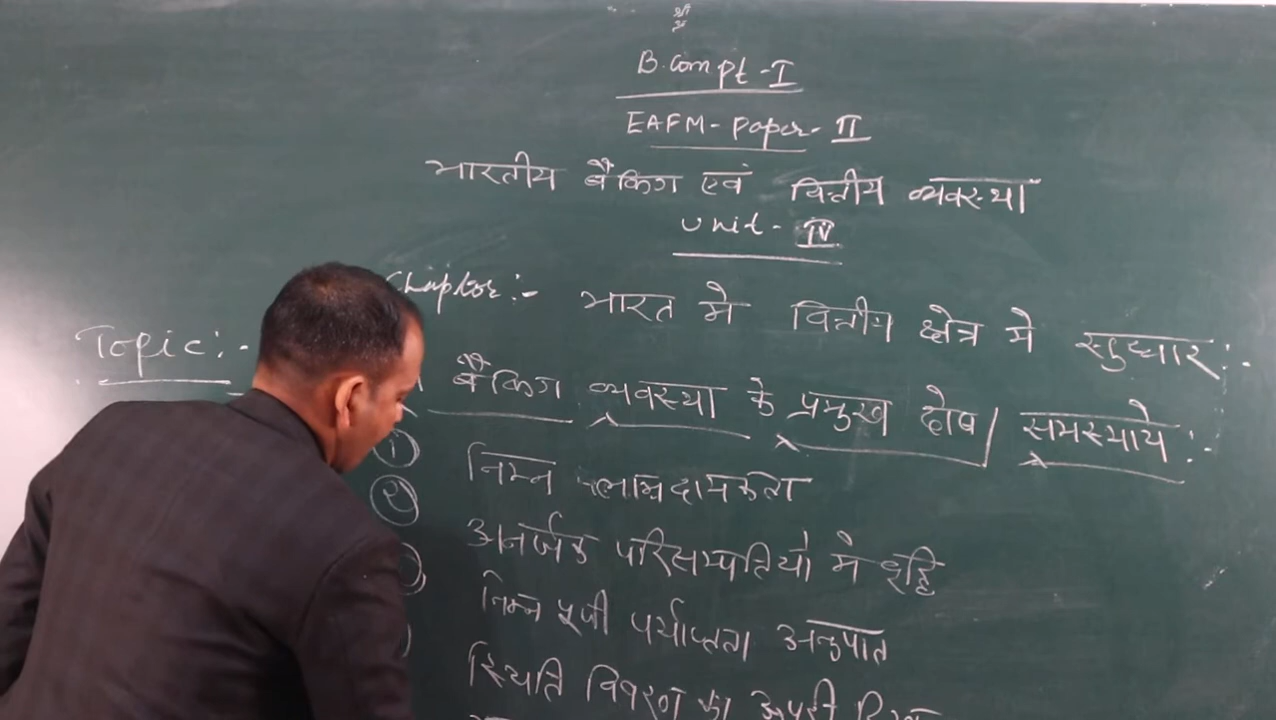 श्री
B.Com pt-I
EAFM-Paper-II
भारतीय बैंकिंग एवं वित्तीय व्यवस्था
Unit-IV
Chapter:- भारत मे वित्तीय क्षेत्र मे सुधार:-
Topic:-
बैंकिंग व्यवस्था के प्रमुख दोष/ समस्याये:-
① निम्न लाभदायकता
② अनर्जक परिसम्पतियो मे वृद्धि
निम्न पूंजी पर्याप्तता अनुपात
स्थिति विवरण का ऊपरी